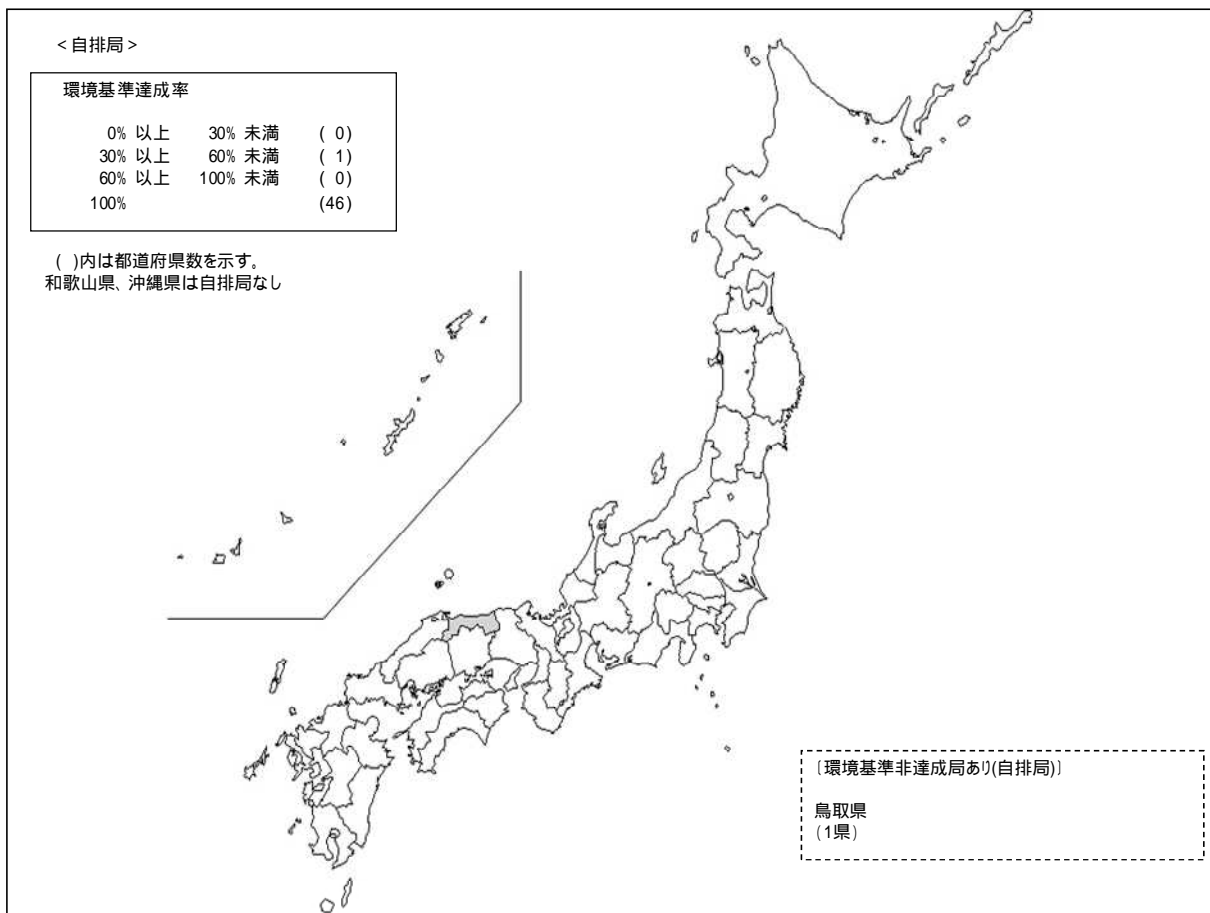 <自排局>
環境基準達成率
0% 以上 30% 未満 ( 0)
30% 以上 60% 未満 ( 1)
60% 以上 100% 未満 ( 0)
100% (46)
( )内は都道府県数を示す。
和歌山県、沖縄県は自排局なし
〔環境基準非達成局あり(自排局)〕
鳥取県
(1県)